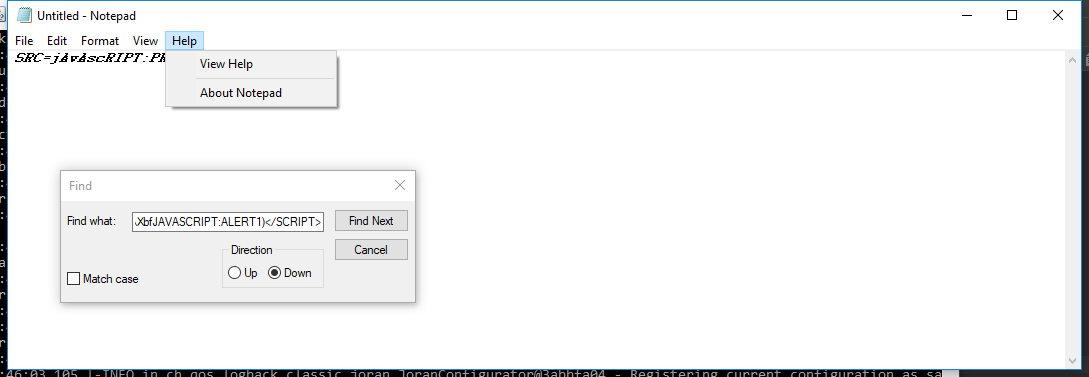 Untitled - Notepad
File Edit Format View Help
SRC=jAvAscRIPT:
View Help
About Notepad
Find
Find what: XbfJAVASCRIPT:ALERT1)</SCRIPT> Find Next
Cancel
Direction
Up Down
Match case
:46:03,105 |-INFO in ch.qos.logback.classic.joran.JoranConfigurator@3abbfa04 - Registering current configuration as sa